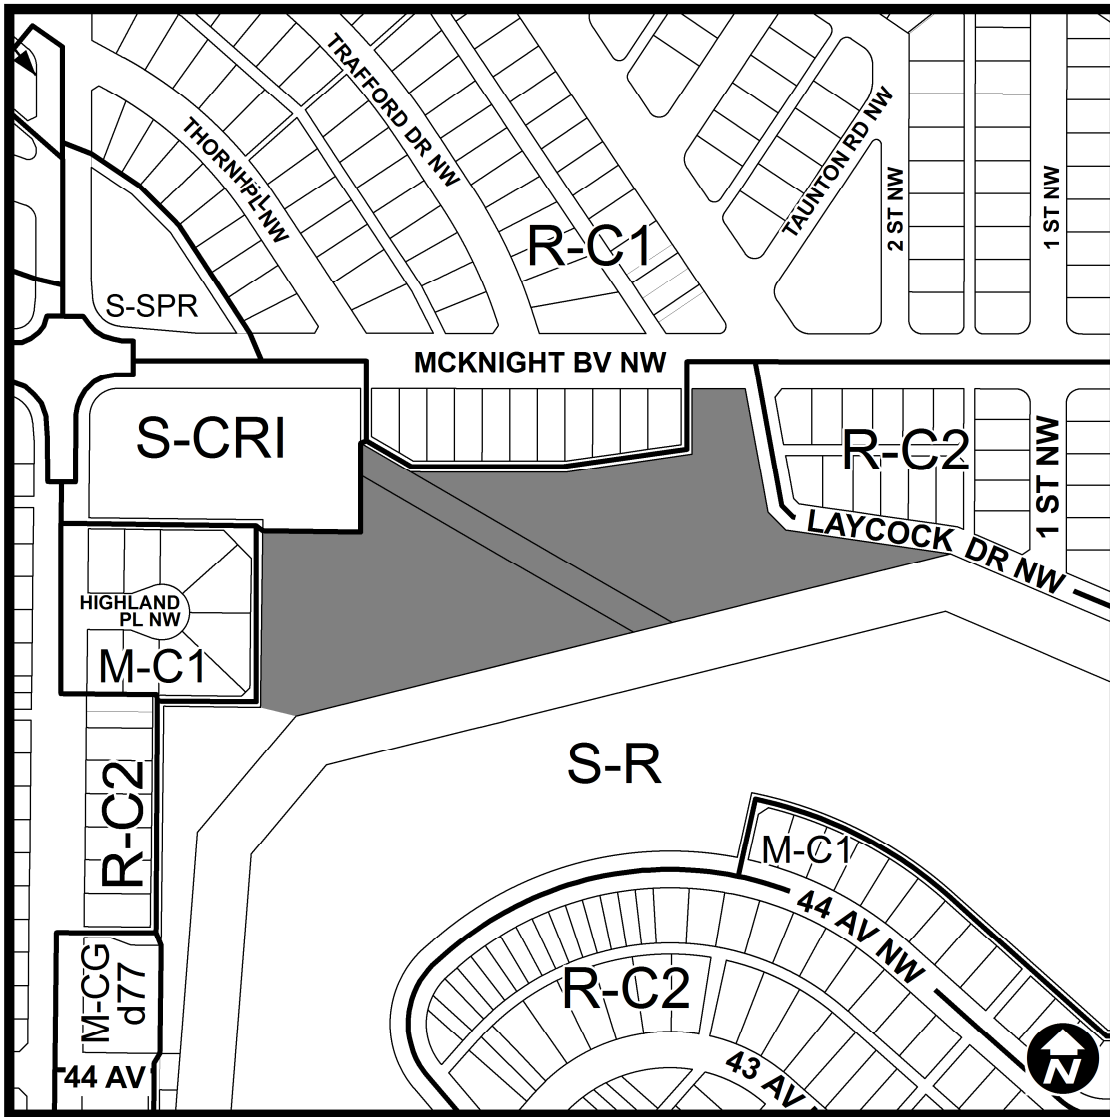 TRAFFORD DR NW
THORNHILL PL NW
TAUNTON RD NW
2 ST NW
1 ST NW
R-C1
S-SPR
MCKNIGHT BV NW
S-CRI
R-C2
1 ST NW
LAYCOCK DR NW
HIGHLAND
PL NW
M-C1
S-R
R-C2
M-C1
44 AV NW
M-CG
d77
R-C2
43 AV
44 AV
N